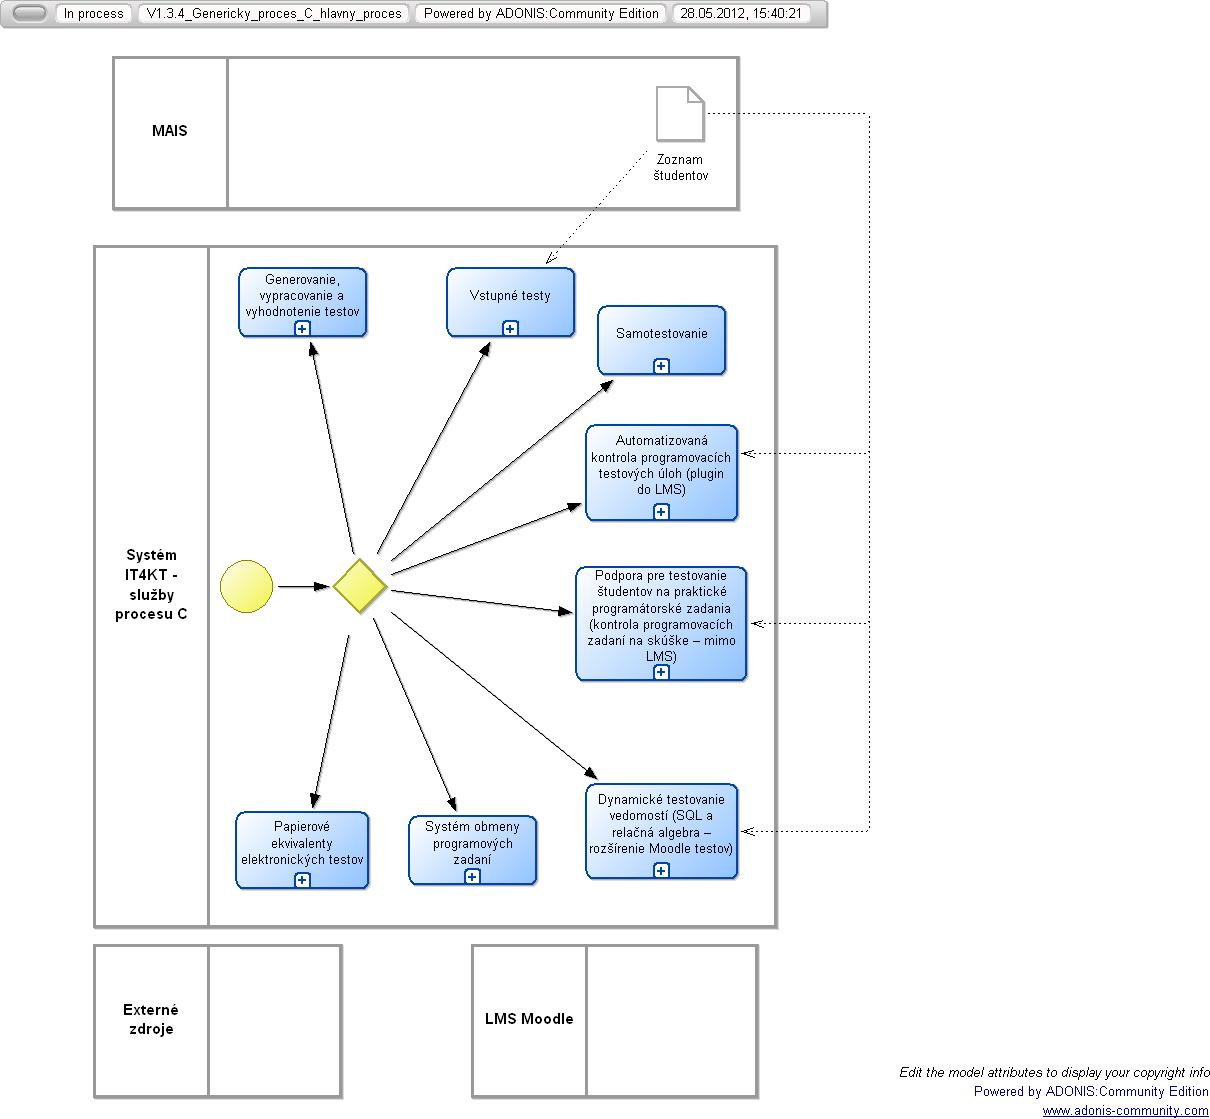 In process V1.3.4_Genericky_proces_C_hlavny_proces Powered by ADONIS:Community Edition 28.05.2012, 15:40:21
MAIS
Zoznam
študentov
Generovanie,
vypracovanie a
vyhodnotenie testov
Vstupné testy
Samotestovanie
Automatizovaná
kontrola programovacích
testových úloh (plugin
do LMS)
Systém
IT4KT -
služby
procesu C
Podpora pre testovanie
študentov na praktické
programátorské zadania
(kontrola programovacích
zadaní na skúške – mimo
LMS)
Papierové
ekvivalenty
elektronických testov
Systém obmeny
programových
zadaní
Dynamické testovanie
vedomostí (SQL a
relačná algebra –
rozšírenie Moodle testov)
Externé
zdroje
LMS Moodle
Edit the model attributes to display your copyright info
Powered by ADONIS:Community Edition
www.adonis-community.com